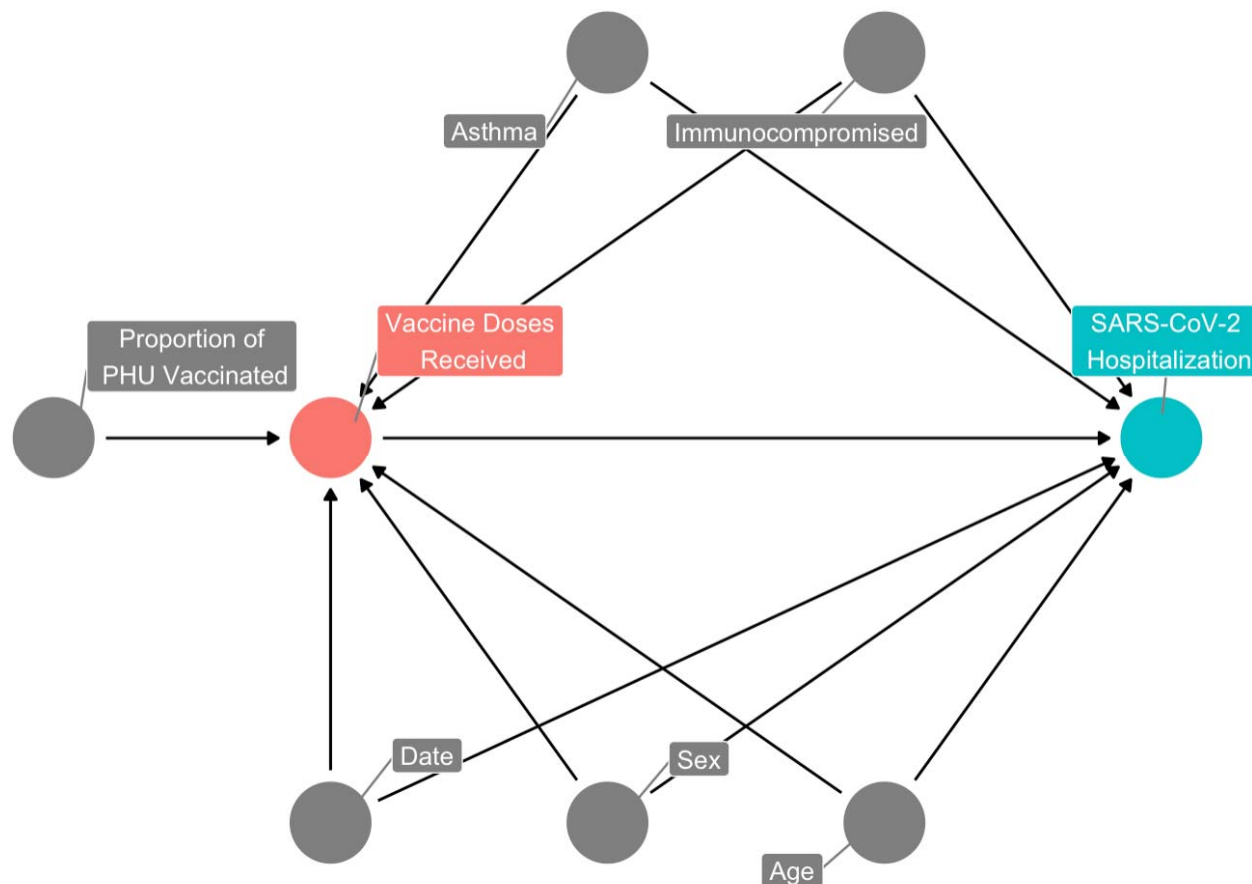 Asthma
Immunocompromised
Proportion of
PHU Vaccinated
Vaccine Doses
Received
SARS-CoV-2
Hospitalization
Date
Sex
Age